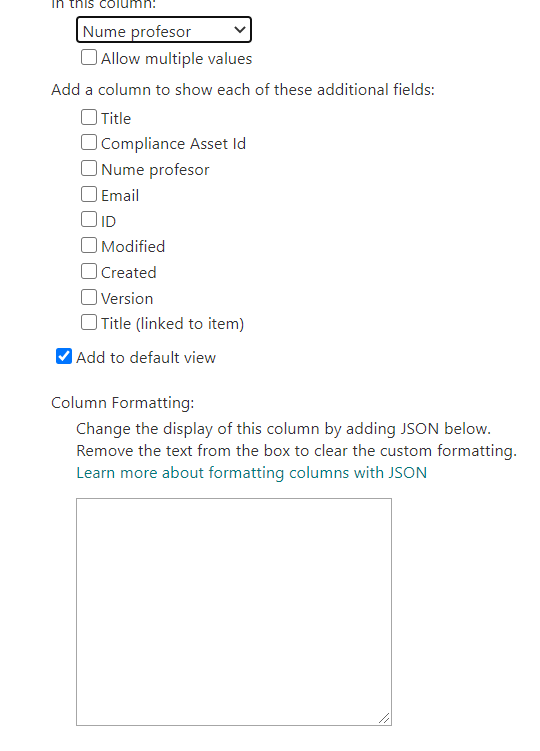 In this column:
Nume profesor
Allow multiple values
Add a column to show each of these additional fields:
Title
Compliance Asset Id
Nume profesor
Email
ID
Modified
Created
Version
Title (linked to item)
Add to default view
Column Formatting:
Change the display of this column by adding JSON below.
Remove the text from the box to clear the custom formatting.
Learn more about formatting columns with JSON